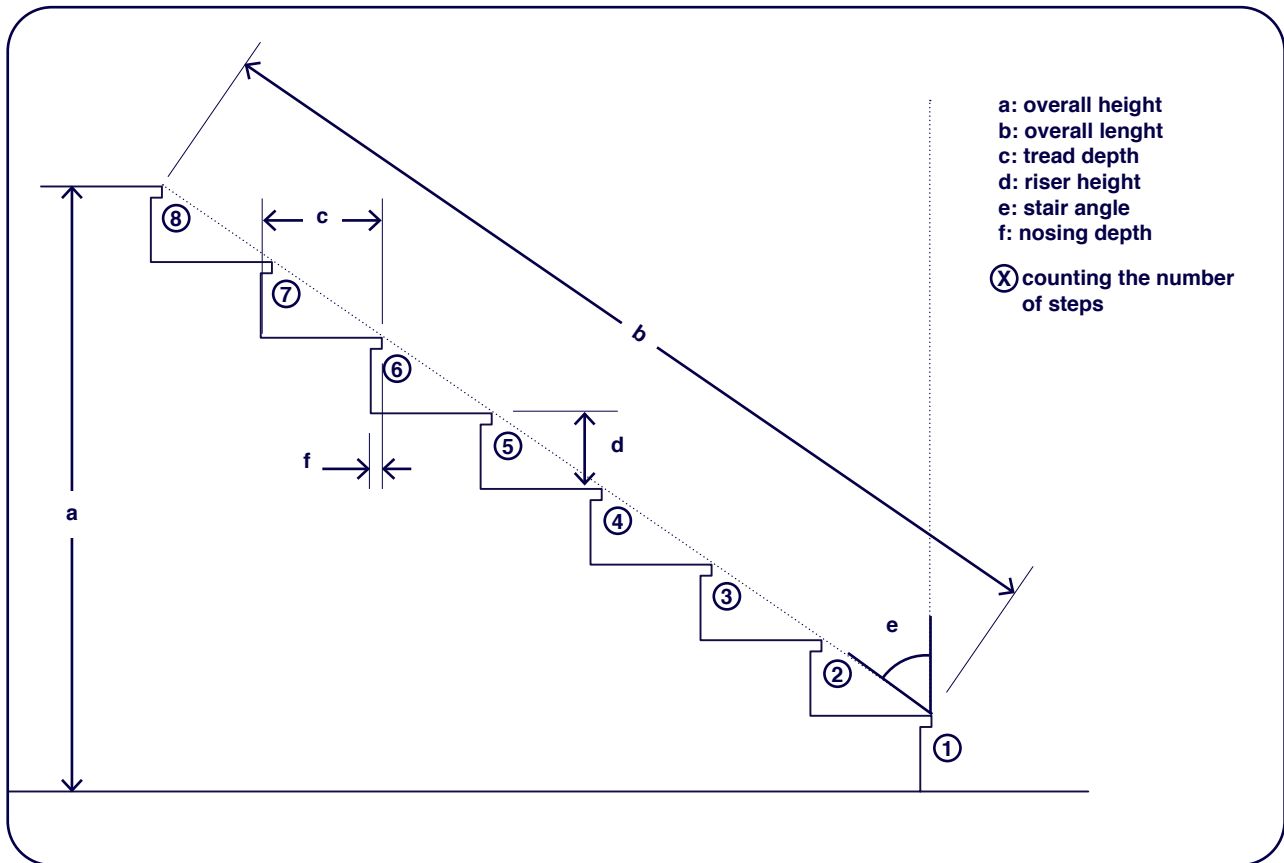 a: overall height
b: overall lenght
c: tread depth
d: riser height
e: stair angle
f: nosing depth
X counting the number
of steps
8
c
7
b
6
5
d
f
4
a
3
e
2
1